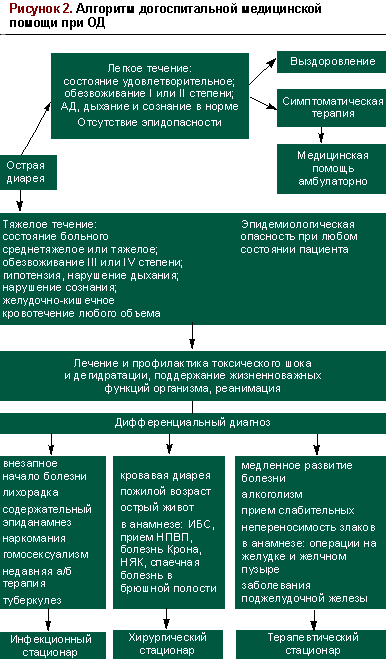 Рисунок 2. Алгоритм догоспитальной медицинской
помощи при ОД
Легкое течение:
состояние удовлетворительное;
обезвоживание I или II степени;
АД, дыхание и сознание в норме
Отсутствие эпидопасности
Выздоровление
Симптоматическая
терапия
Медицинская
помощь
амбулаторно
Острая
диарея
Тяжелое течение:
состояние больного
среднетяжелое или тяжелое;
обезвоживание III или IV степени;
гипотензия, нарушение дыхания;
нарушение сознания;
желудочно-кишечное
кровотечение любого объема
Эпидемиологическая
опасность при любом
состоянии пациента
Лечение и профилактика токсического шока
и дегидратации, поддержание жизненноважных
функций организма, реанимация
Дифференциальный диагноз
внезапное
начало болезни
лихорадка
содержательный
эпиданамнез
наркомания
гомосексуализм
недавняя а/б
терапия
туберкулез
кровавая диарея
пожилой возраст
острый живот
в анамнезе: ИБС,
прием НПВП,
болезнь Крона,
НЯК, спаечная
болезнь в
брюшной полости
медленное развитие
болезни
алкоголизм
прием слабительных
непереносимость злаков
в анамнезе: операции на
желудке и желчном
пузыре
заболевания
поджелудочной железы
Инфекционный
стационар
Хирургический
стационар
Терапевтический
стационар